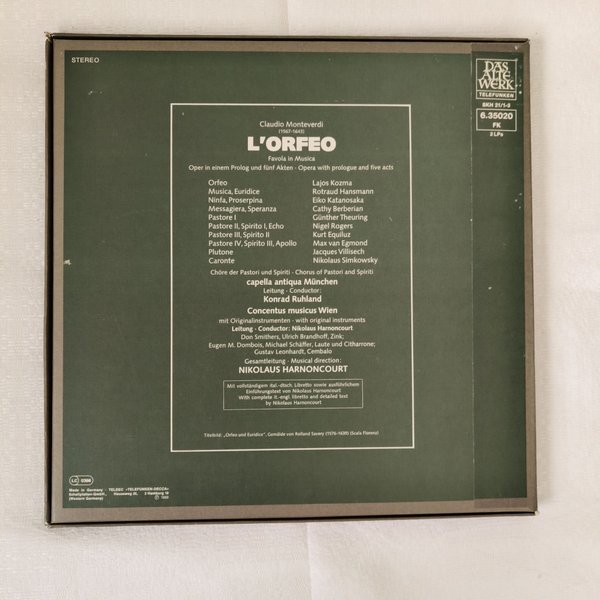 STEREO
DAS
ALTE
WERK
TELEFUNKEN
SKH 21/1-3
6.35020
FK
3 LPs
Claudio Monteverdi
(1567-1643)
L'ORFEO
Favola in Musica
Oper in einem Prolog und fünf Akten · Opera with prologue and five acts
Orfeo Lajos Kozma
Musica, Euridice Rotraud Hansmann
Ninfa, Proserpina Eiko Katanosaka
Messagiera, Speranza Cathy Berberian
Pastore I Günther Theuring
Pastore II, Spirito I, Echo Nigel Rogers
Pastore III, Spirito II Kurt Equiluz
Pastore IV, Spirito III, Apollo Max van Egmond
Plutone Jacques Villisech
Caronte Nikolaus Simkowsky
Chöre der Pastori und Spiriti · Chorus of Pastori and Spiriti
capella antiqua München
Leitung · Conductor:
Konrad Ruhland
Concentus musicus Wien
mit Originalinstrumenten · with original instruments
Leitung · Conductor: Nikolaus Harnoncourt
Don Smithers, Ulrich Brandhoff, Zink;
Eugen M. Dombois, Michael Schäffer, Laute und Citharrone;
Gustav Leonhardt, Cembalo
Gesamtleitung · Musical direction:
NIKOLAUS HARNONCOURT
Mit vollständigem ital.-dtsch. Libretto sowie ausführlichem
Einführungstext von Nikolaus Harnoncourt
With complete it.-engl. libretto and detailed text
by Nikolaus Harnoncourt
Titelbild: „Orfeo und Euridice", Gemälde von Rolland Savery (1576-1639) (Scala Florenz)
LC 0366
Made in Germany · TELDEC »TELEFUNKEN-DECCA«
Schallplatten-GmbH., Heussweg 25, 2 Hamburg 19
(Western Germany) ℗ 1969